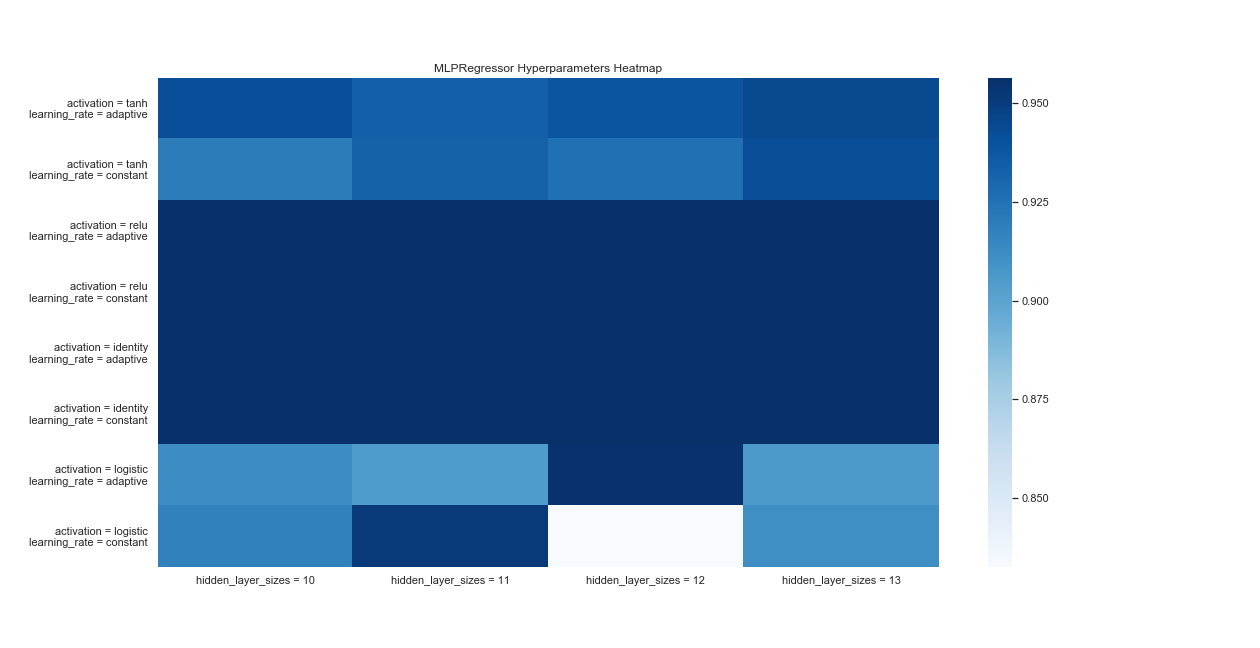 MLPRegressor Hyperparameters Heatmap
activation = tanh
learning_rate = adaptive
activation = tanh
learning_rate = constant
activation = relu
learning_rate = adaptive
activation = relu
learning_rate = constant
activation = identity
learning_rate = adaptive
activation = identity
learning_rate = constant
activation = logistic
learning_rate = adaptive
activation = logistic
learning_rate = constant
hidden_layer_sizes = 10
hidden_layer_sizes = 11
hidden_layer_sizes = 12
hidden_layer_sizes = 13
0.950
0.925
0.900
0.875
0.850